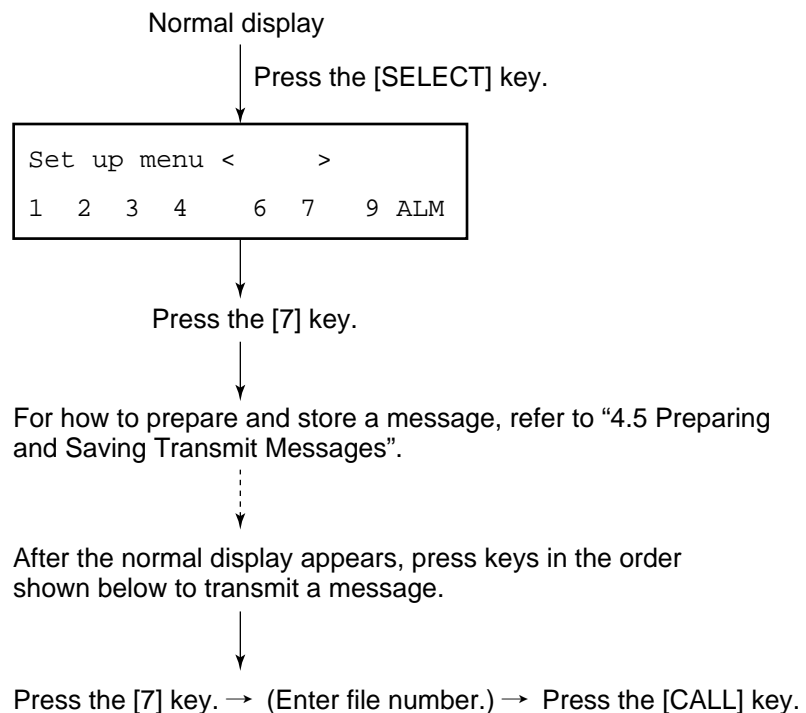 Normal display
Press the [SELECT] key.
Set up menu < >
1 2 3 4 6 7 9 ALM
Press the [7] key.
For how to prepare and store a message, refer to “4.5 Preparing
and Saving Transmit Messages”.
After the normal display appears, press keys in the order
shown below to transmit a message.
Press the [7] key. → (Enter file number.) → Press the [CALL] key.